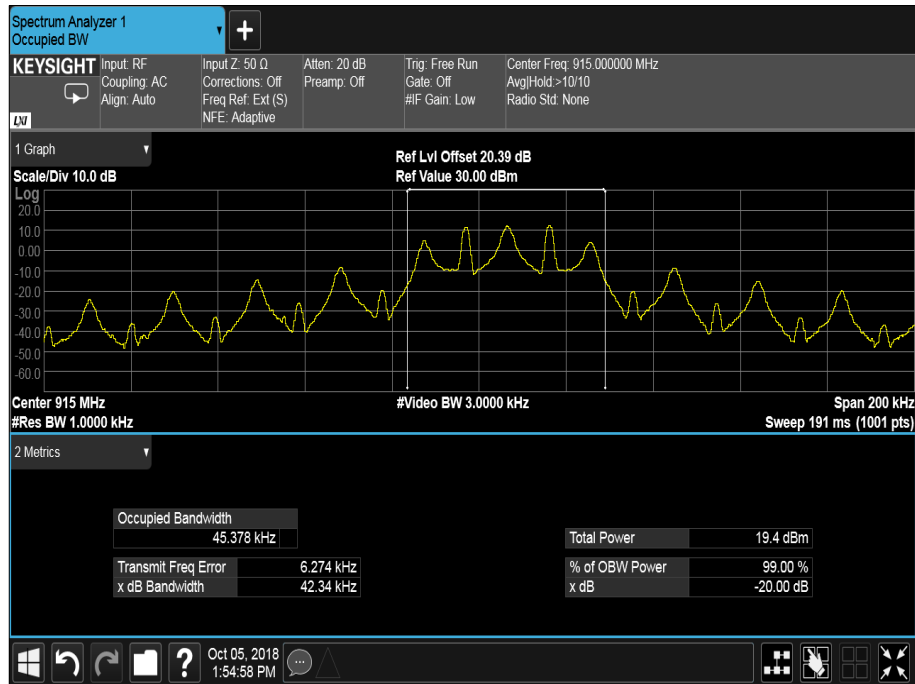 Spectrum Analyzer 1
Occupied BW
KEYSIGHT
LXI
Input: RF
Coupling: AC
Align: Auto
Input Z: 50 Ω
Corrections: Off
Freq Ref: Ext (S)
NFE: Adaptive
Atten: 20 dB
Preamp: Off
Trig: Free Run
Gate: Off
#IF Gain: Low
Center Freq: 915.000000 MHz
Avg|Hold:>10/10
Radio Std: None
1 Graph
Scale/Div 10.0 dB
Ref Lvl Offset 20.39 dB
Ref Value 30.00 dBm
Log
20.0
10.0
0.00
-10.0
-20.0
-30.0
-40.0
-50.0
-60.0
Center 915 MHz
#Video BW 3.0000 kHz
Span 200 kHz
#Res BW 1.0000 kHz
Sweep 191 ms (1001 pts)
2 Metrics
Occupied Bandwidth
45.378 kHz
Total Power 19.4 dBm
Transmit Freq Error 6.274 kHz
% of OBW Power 99.00 %
x dB Bandwidth 42.34 kHz
x dB -20.00 dB
?
Oct 05, 2018
1:54:58 PM